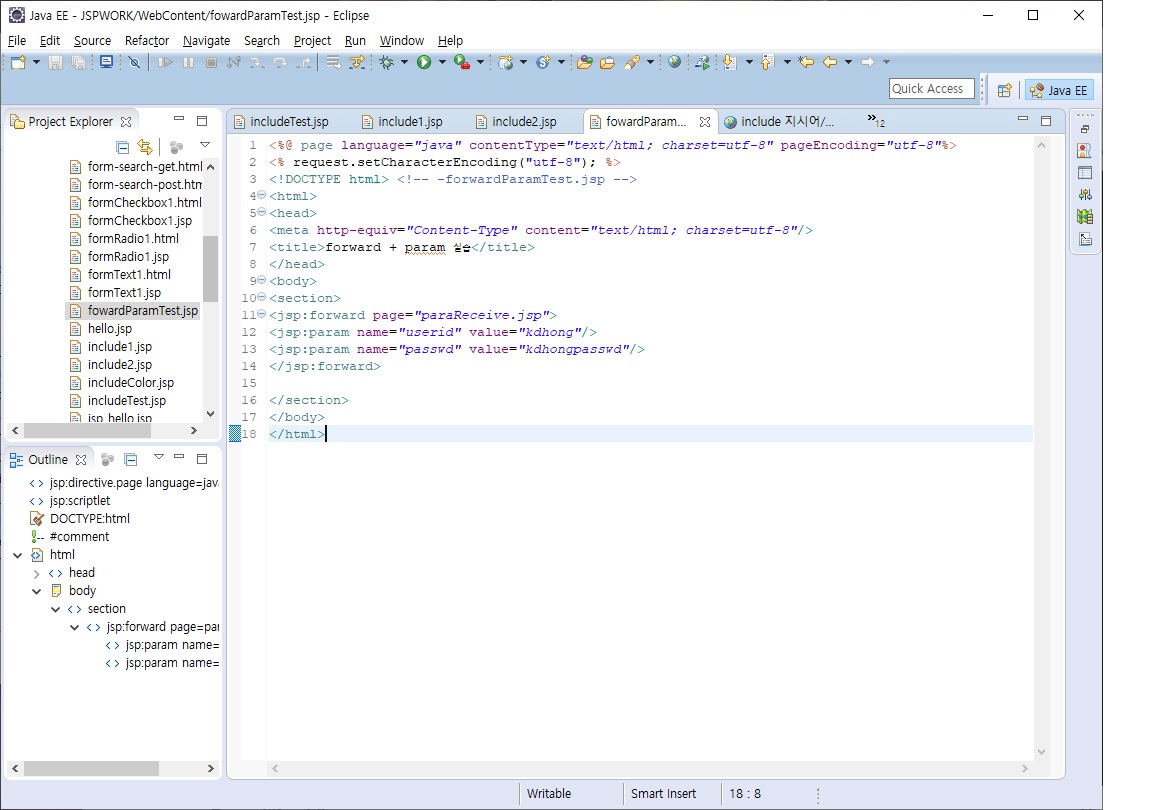 Java EE - JSPWORK/WebContent/fowardParamTest.jsp - Eclipse
File Edit Source Refactor Navigate Search Project Run Window Help
Quick Access
Java EE
Project Explorer
form-search-get.html
form-search-post.htm
formCheckbox1.html
formCheckbox1.jsp
formRadio1.html
formRadio1.jsp
formText1.html
formText1.jsp
fowardParamTest.jsp
hello.jsp
include1.jsp
include2.jsp
includeColor.jsp
includeTest.jsp
jsp_hello.jsp
Outline
jsp:directive.page language=jav
jsp:scriptlet
DOCTYPE:html
#comment
html
head
body
section
jsp:forward page=par
jsp:param name=
jsp:param name=
includeTest.jsp include1.jsp include2.jsp fowardParam... include 지시어/... »12
1 <%@ page language="java" contentType="text/html; charset=utf-8" pageEncoding="utf-8"%>
2 <% request.setCharacterEncoding("utf-8"); %>
3 <!DOCTYPE html> <!-- -forwardParamTest.jsp -->
4 <html>
5 <head>
6 <meta http-equiv="Content-Type" content="text/html; charset=utf-8"/>
7 <title>forward + param 실습</title>
8 </head>
9 <body>
10 <section>
11 <jsp:forward page="paraReceive.jsp">
12 <jsp:param name="userid" value="kdhong"/>
13 <jsp:param name="passwd" value="kdhongpasswd"/>
14 </jsp:forward>
15
16 </section>
17 </body>
18 </html>
Writable Smart Insert 18 : 8